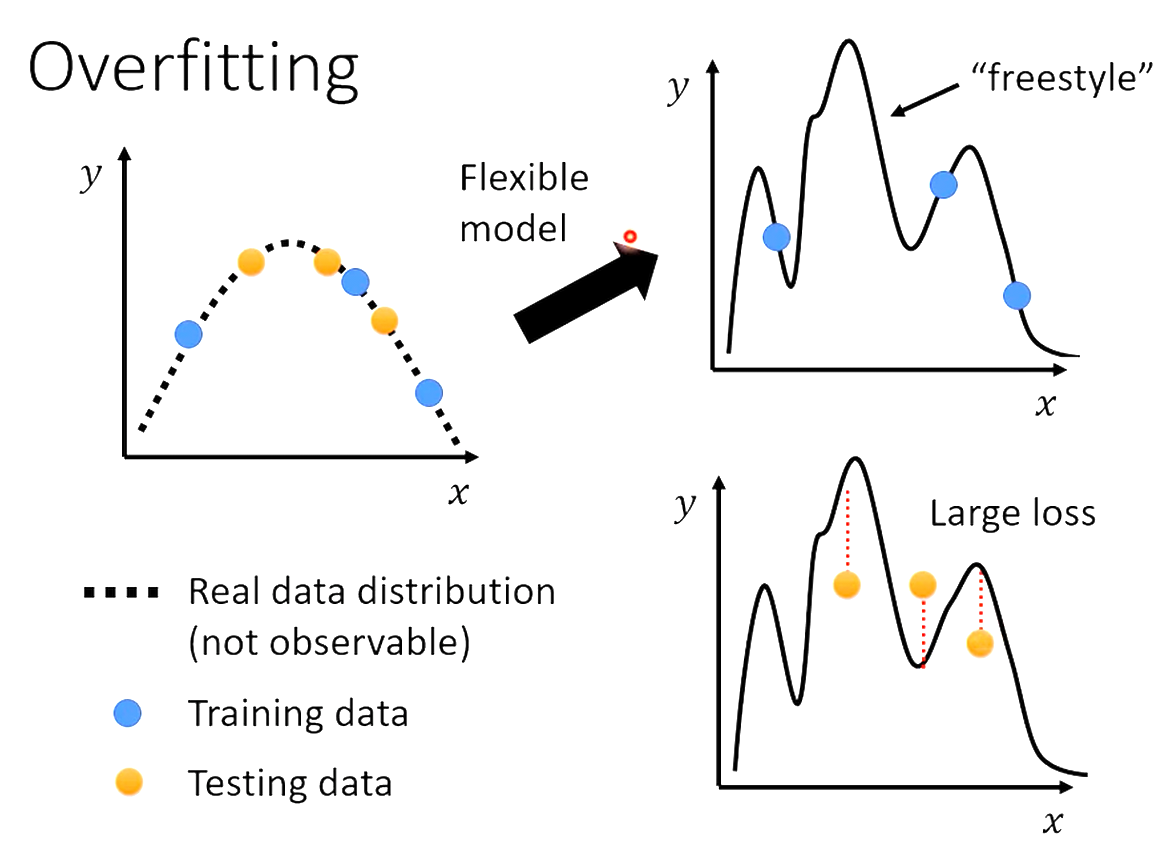 Overfitting
y
x
Flexible
model
y
x
“freestyle”
y
x
Large loss
Real data distribution
(not observable)
Training data
Testing data